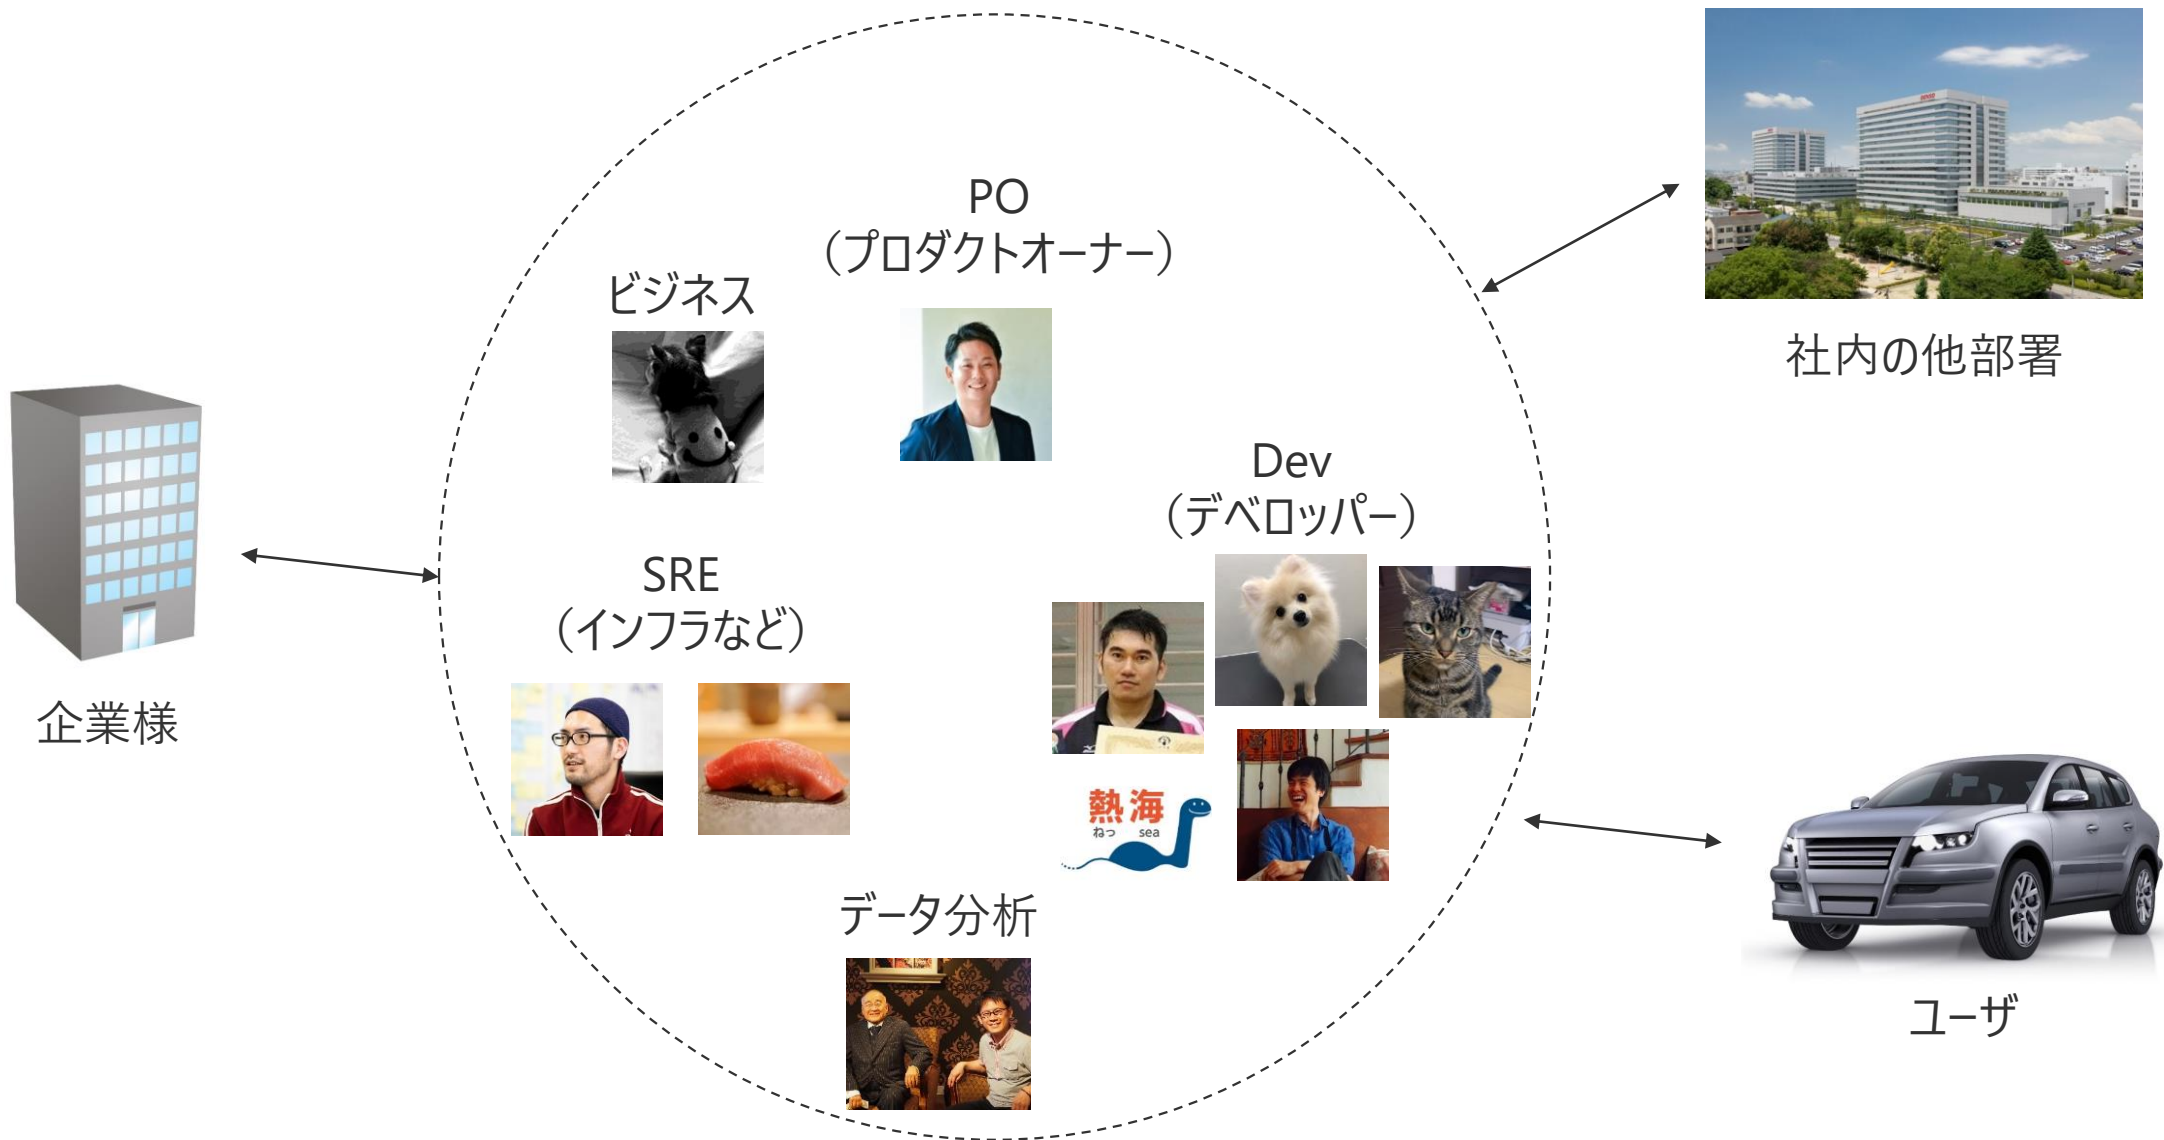 PO
（プロダクトオーナー）
ビジネス
社内の他部署
Dev
（デベロッパー）
SRE
（インフラなど）
企業様
熱海
ねっ sea
データ分析
ユーザ